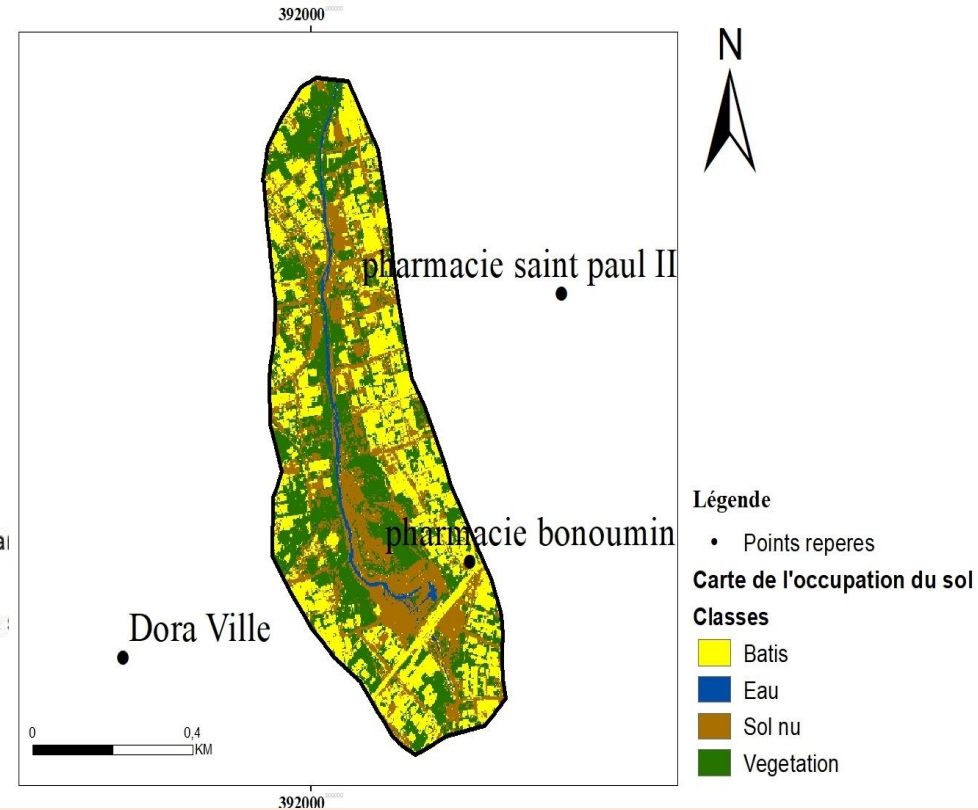 392000
N
pharmacie saint paul II
Légende
pharmacie bonoumin
Points reperes
Carte de l'occupation du sol
Classes
Dora Ville
Batis
Eau
Sol nu
0 0,4
KM
Vegetation
392000